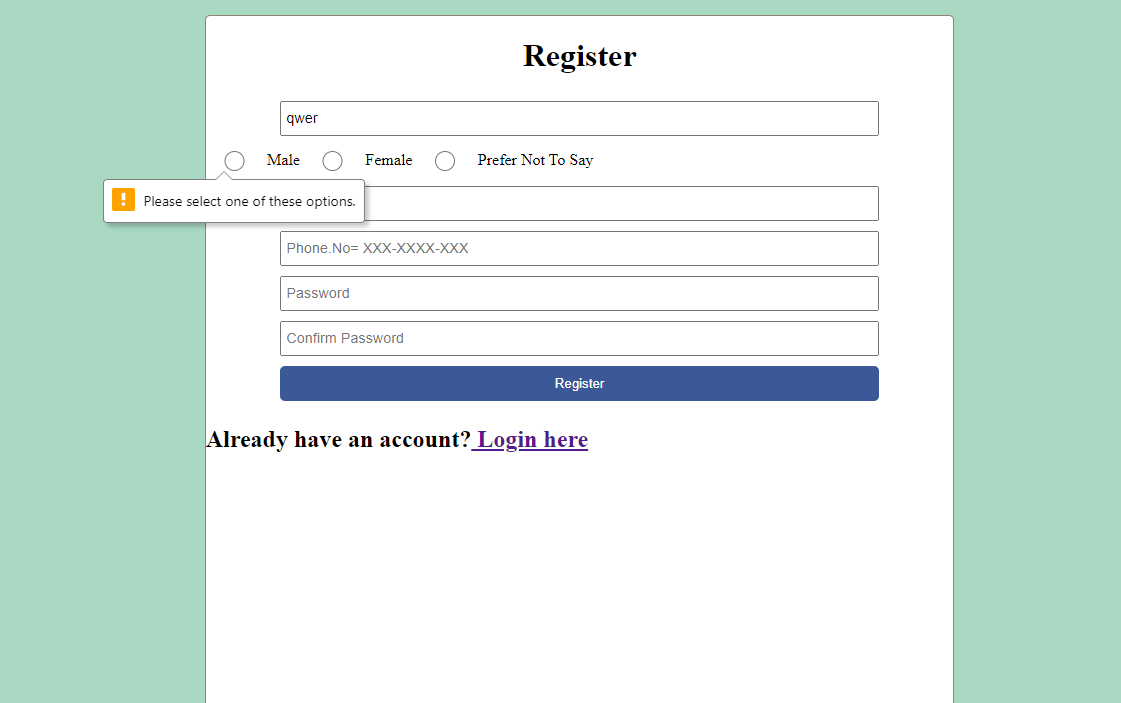 Register
qwer
Male Female Prefer Not To Say
! Please select one of these options.
Phone.No= XXX-XXXX-XXX
Password
Confirm Password
Register
Already have an account? Login here